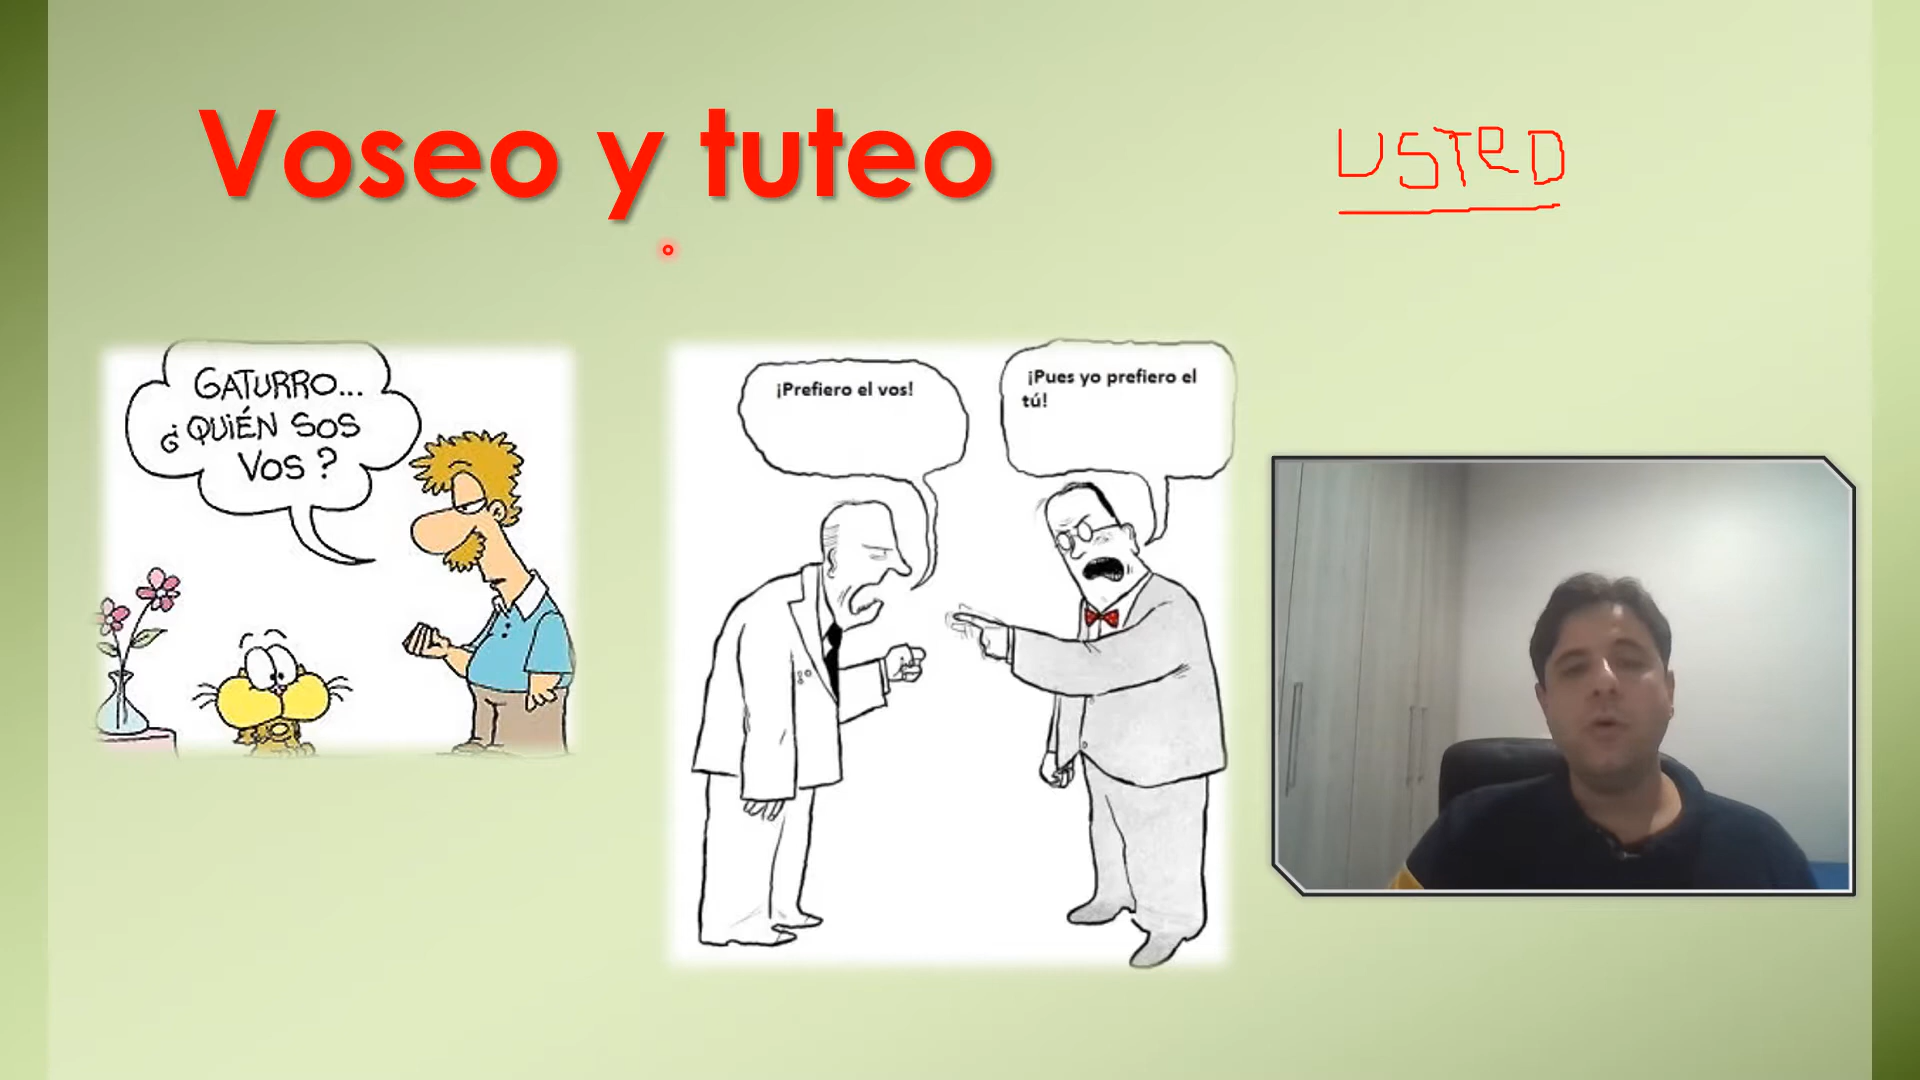 Voseo y tuteo
USTeD
GATURRO...
¿QUIÉN SOS
VOS?
¡Prefiero el vos!
¡Pues yo prefiero el
tú!